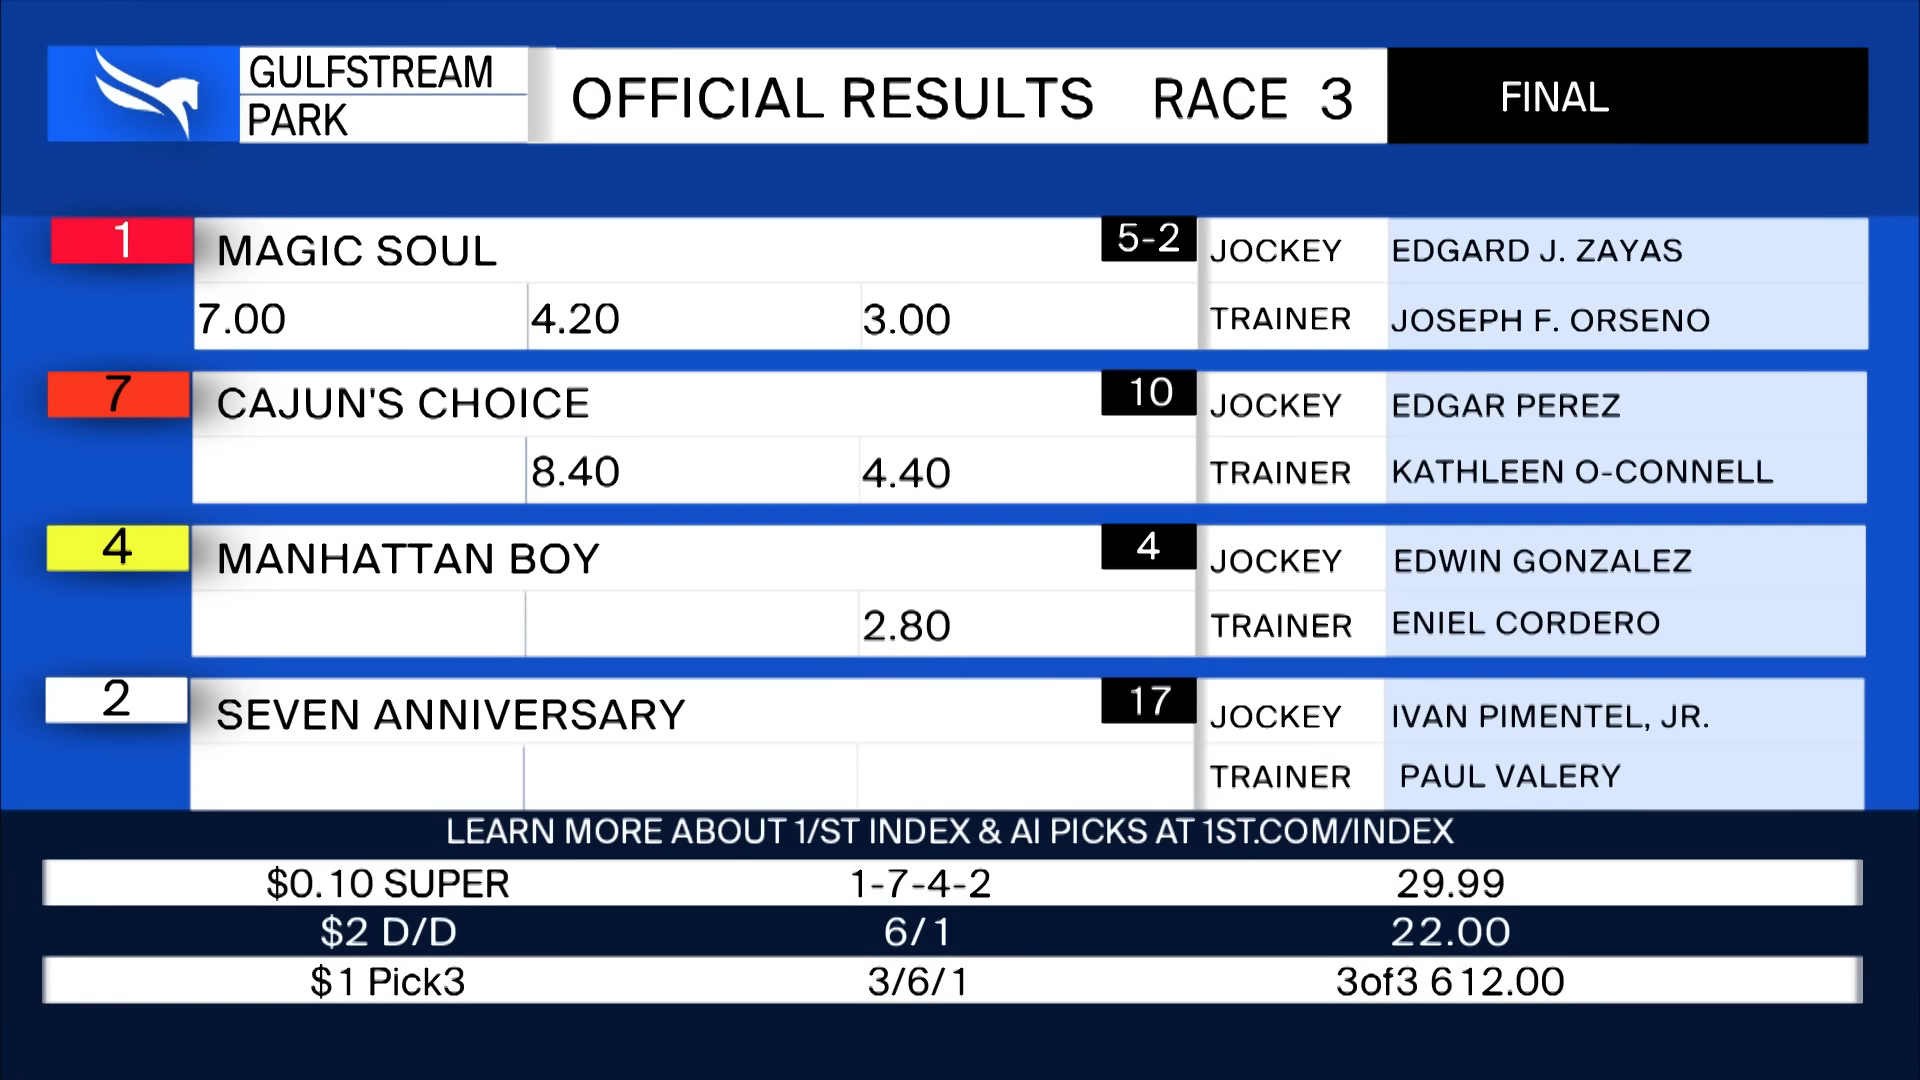 GULFSTREAM
PARK
OFFICIAL RESULTS RACE 3
FINAL
1 MAGIC SOUL 5-2 JOCKEY EDGARD J. ZAYAS
7.00 4.20 3.00 TRAINER JOSEPH F. ORSENO
7 CAJUN'S CHOICE 10 JOCKEY EDGAR PEREZ
8.40 4.40 TRAINER KATHLEEN O-CONNELL
4 MANHATTAN BOY 4 JOCKEY EDWIN GONZALEZ
2.80 TRAINER ENIEL CORDERO
2 SEVEN ANNIVERSARY 17 JOCKEY IVAN PIMENTEL, JR.
TRAINER PAUL VALERY
LEARN MORE ABOUT 1/ST INDEX & AI PICKS AT 1ST.COM/INDEX
$0.10 SUPER 1-7-4-2 29.99
$2 D/D 6/1 22.00
$1 Pick3 3/6/1 3of3 612.00